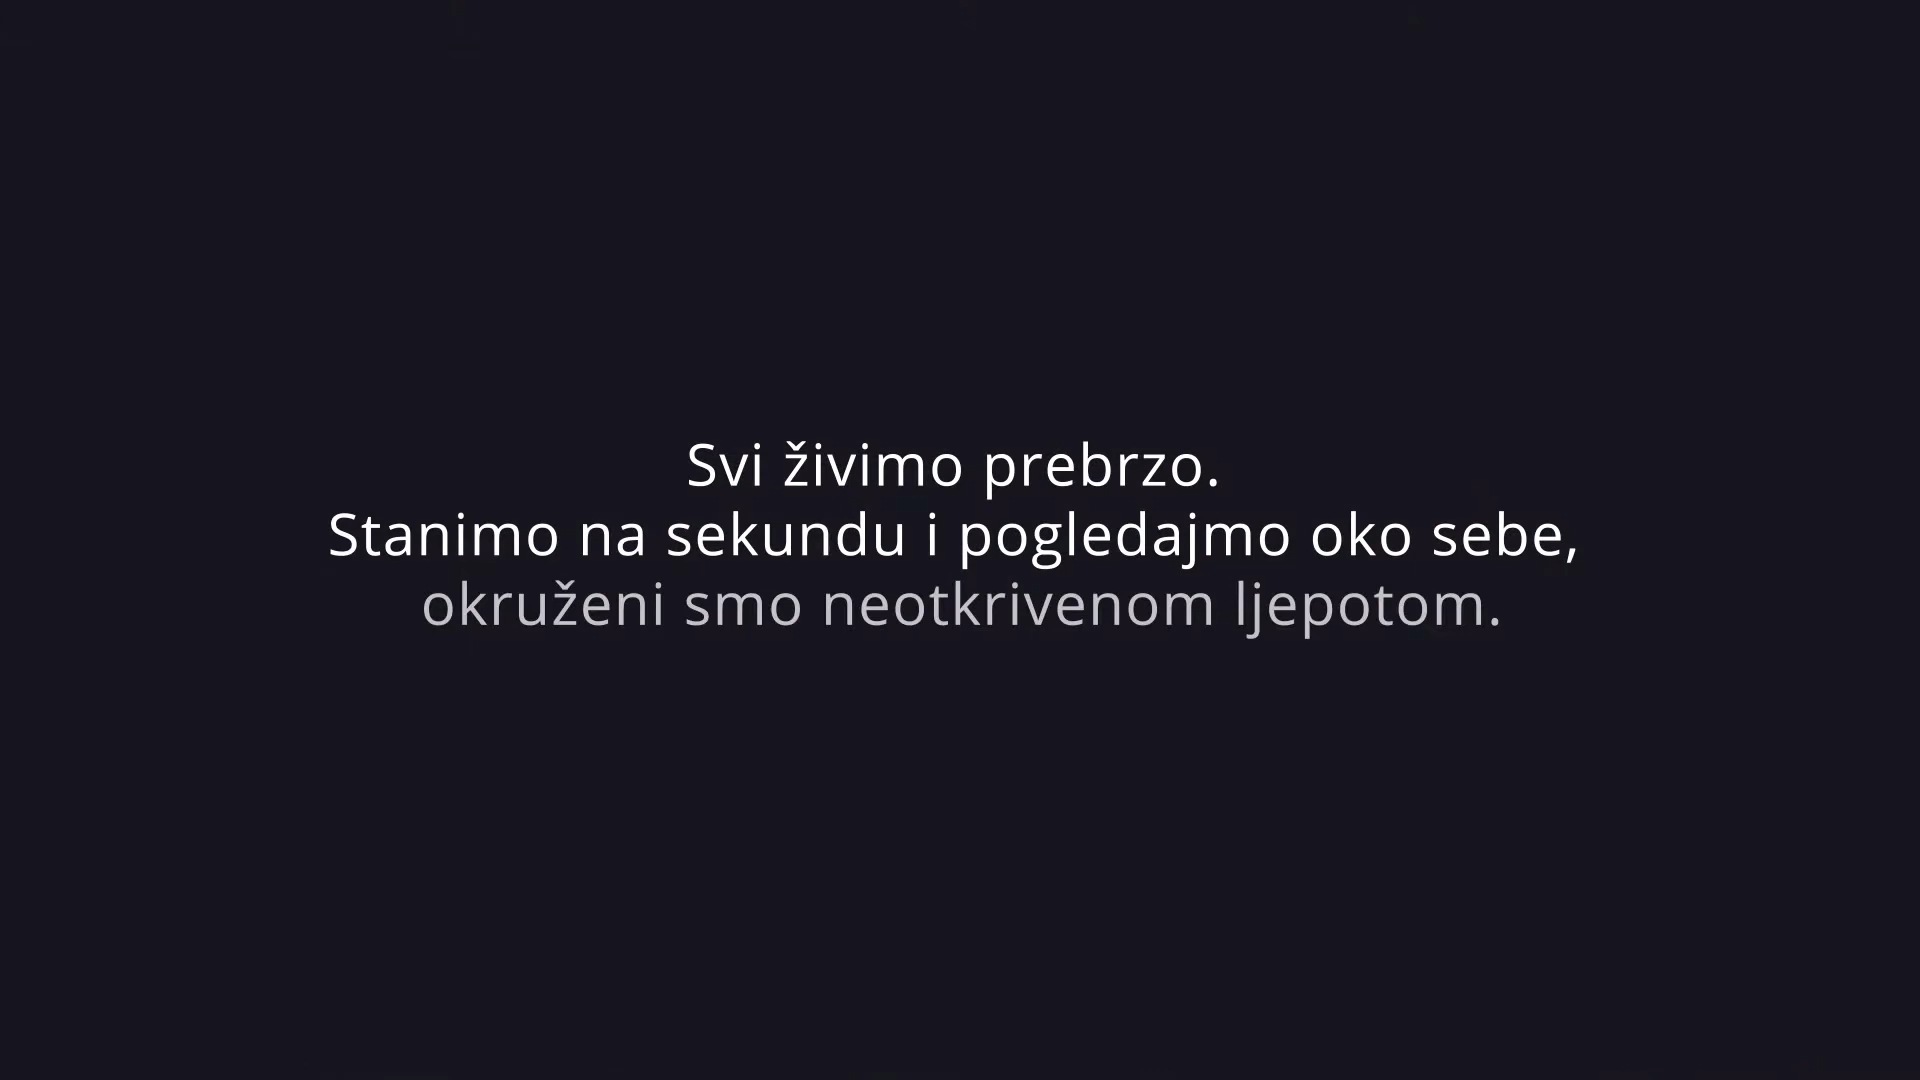 Svi živimo prebrzo.
Stanimo na sekundu i pogledajmo oko sebe,
okruženi smo neotkrivenom ljepotom.